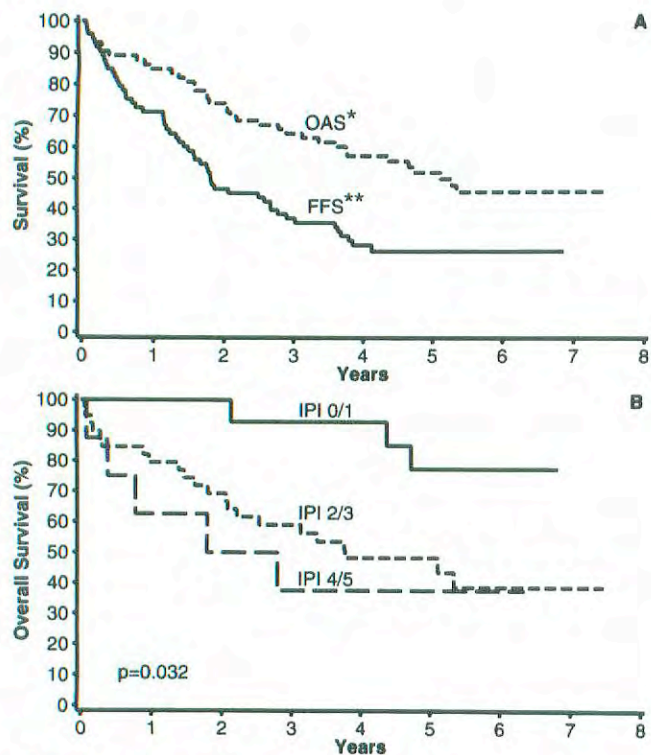 A
100
90
80
70
60
50
40
30
20
10
0
Survival (%)
OAS*
FFS**
0 1 2 3 4 5 6 7 8
Years
B
100
90
80
70
60
50
40
30
20
10
0
Overall Survival (%)
IPI 0/1
IPI 2/3
IPI 4/5
p=0.032
0 1 2 3 4 5 6 7 8
Years